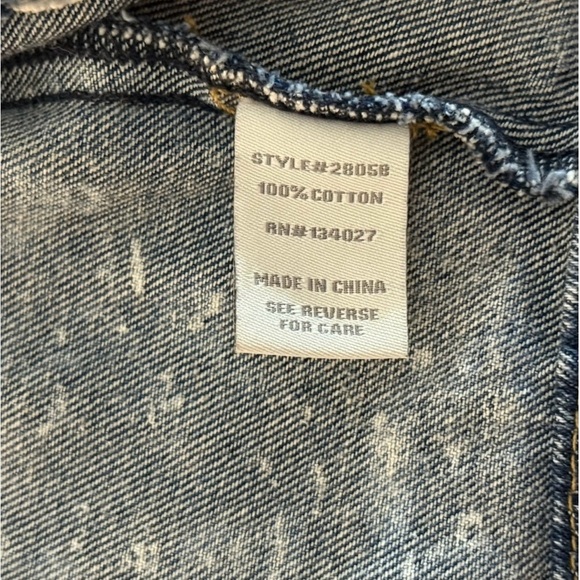 STYLE#28058
100% COTTON
RN#134027
MADE IN CHINA
SEE REVERSE
FOR CARE